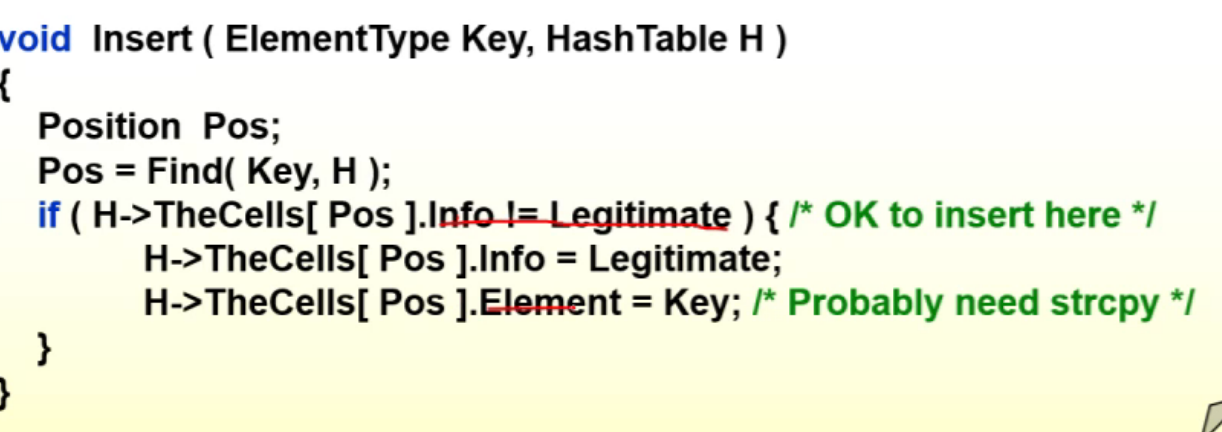 void Insert ( ElementType Key, HashTable H )
{
Position Pos;
Pos = Find( Key, H );
if ( H->TheCells[ Pos ].Info != Legitimate ) { /* OK to insert here */
H->TheCells[ Pos ].Info = Legitimate;
H->TheCells[ Pos ].Element = Key; /* Probably need strcpy */
}
}